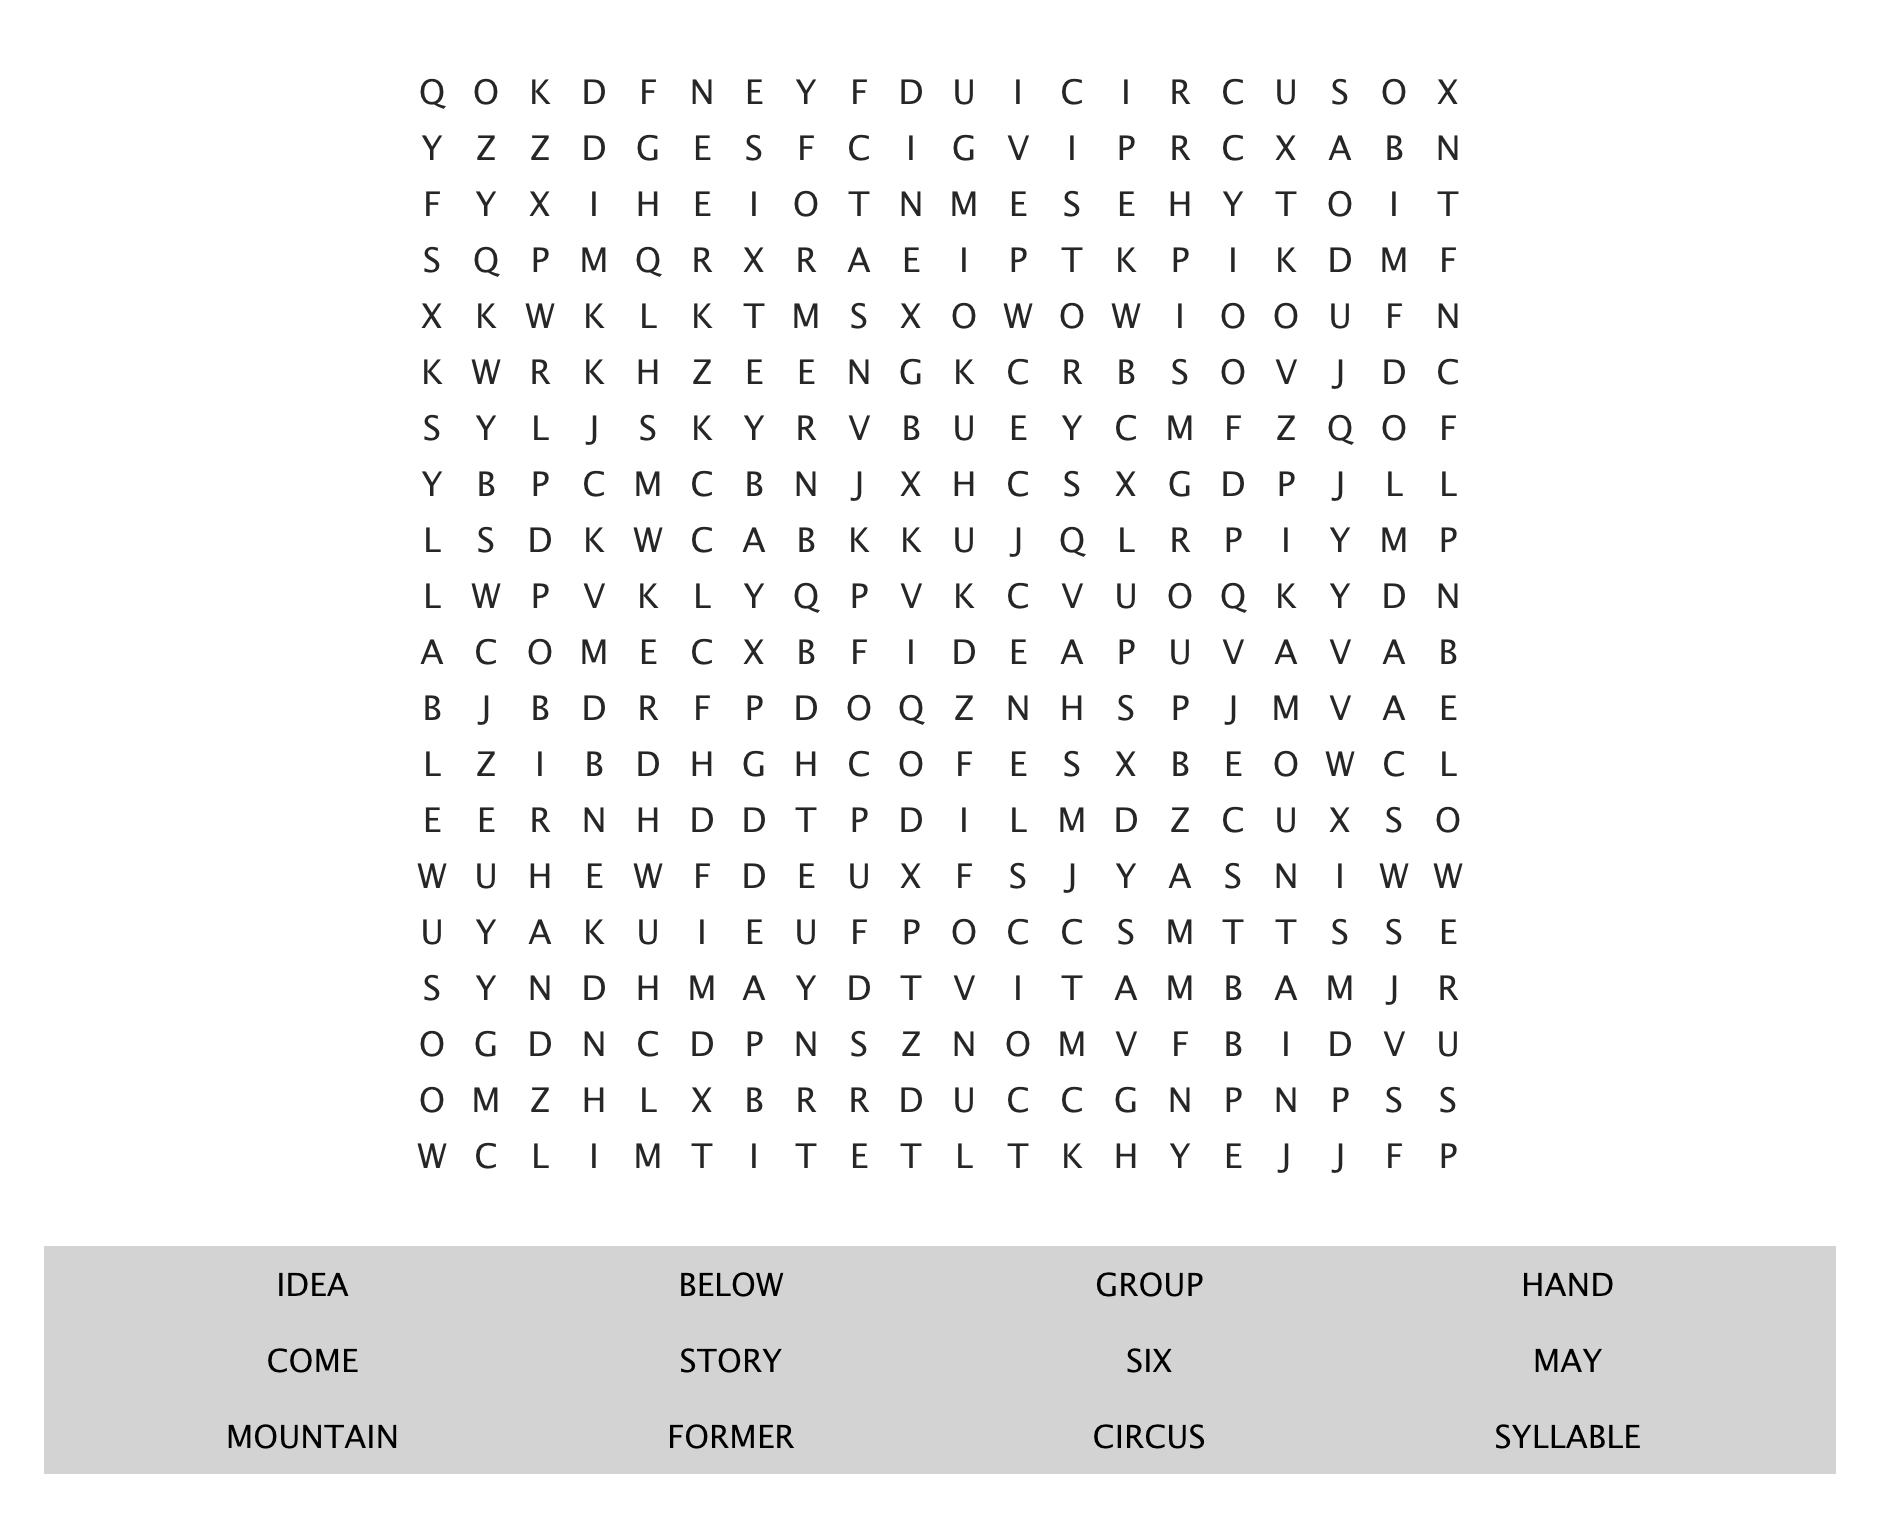 Q O K D F N E Y F D U I C I R C U S O X
Y Z Z D G E S F C I G V I P R C X A B N
F Y X I H E I O T N M E S E H Y T O I T
S Q P M Q R X R A E I P T K P I K D M F
X K W K L K T M S X O W O W I O O U F N
K W R K H Z E E N G K C R B S O V J D C
S Y L J S K Y R V B U E Y C M F Z Q O F
Y B P C M C B N J X H C S X G D P J L L
L S D K W C A B K K U J Q L R P I Y M P
L W P V K L Y Q P V K C V U O Q K Y D N
A C O M E C X B F I D E A P U V A V A B
B J B D R F P D O Q Z N H S P J M V A E
L Z I B D H G H C O F E S X B E O W C L
E E R N H D D T P D I L M D Z C U X S O
W U H E W F D E U X F S J Y A S N I W W
U Y A K U I E U F P O C C S M T T S S E
S Y N D H M A Y D T V I T A M B A M J R
O G D N C D P N S Z N O M V F B I D V U
O M Z H L X B R R D U C C G N P N P S S
W C L I M T I T E T L T K H Y E J J F P
IDEA BELOW GROUP HAND
COME STORY SIX MAY
MOUNTAIN FORMER CIRCUS SYLLABLE